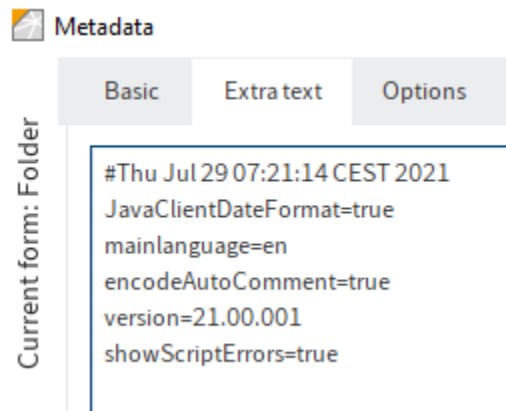 Metadata
Basic Extra text Options
Current form: Folder
#Thu Jul 29 07:21:14 CEST 2021
JavaClientDateFormat=true
mainlanguage=en
encodeAutoComment=true
version=21.00.001
showScriptErrors=true